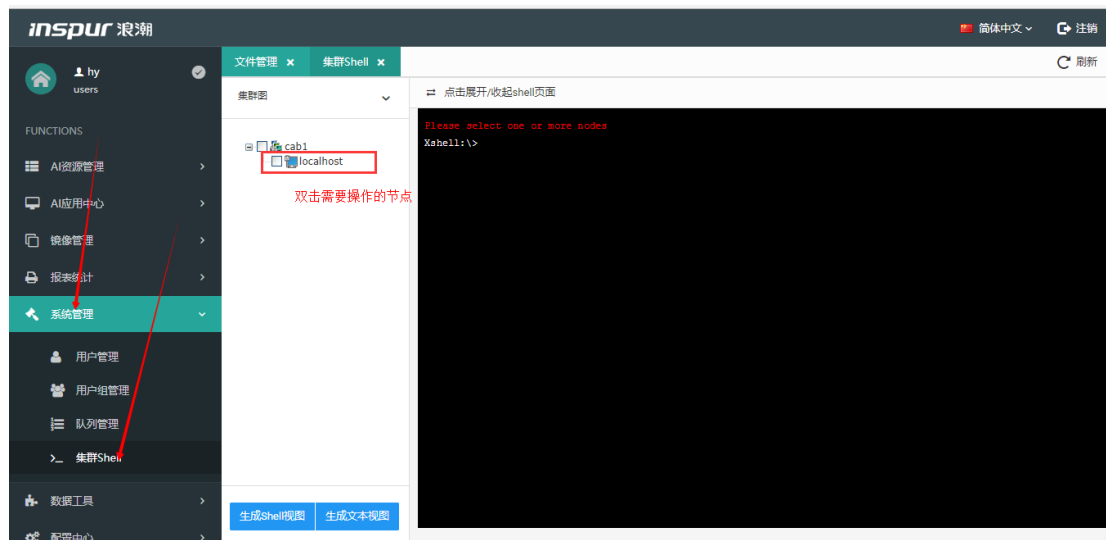 inspur 浪潮
简体中文
注销
hy
users
FUNCTIONS
AI资源管理
AI应用中心
镜像管理
报表统计
系统管理
用户管理
用户组管理
队列管理
集群Shell
数据工具
配置中心
文件管理 × 集群Shell ×
刷新
集群图
点击展开/收起shell页面
cab1
localhost
双击需要操作的节点
Please select one or more nodes
Xshell:\>
生成Shell视图 生成文本视图